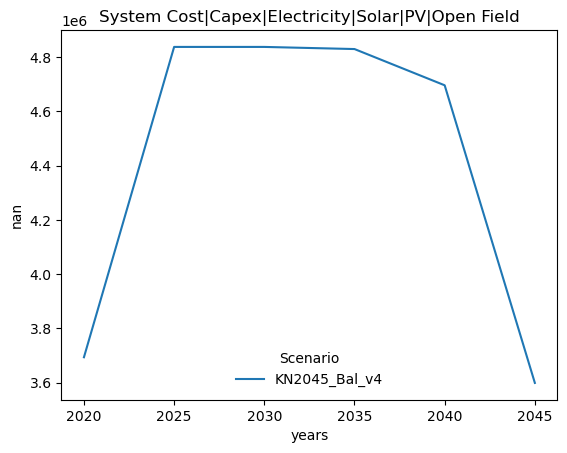 System Cost|Capex|Electricity|Solar|PV|Open Field
1e6
4.8
4.6
4.4
4.2
4.0
3.8
3.6
nan
Scenario
KN2045_Bal_v4
2020 2025 2030 2035 2040 2045
years